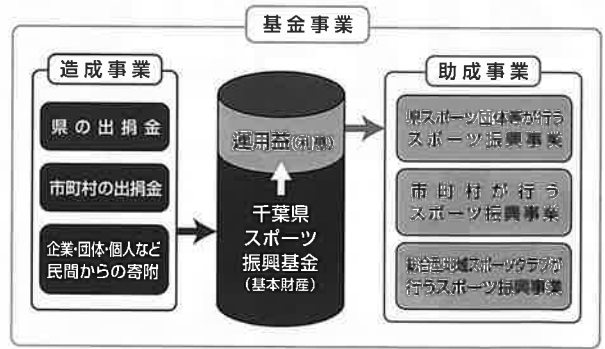 基金事業
造成事業
県の出捐金
市町村の出捐金
企業・団体・個人など
民間からの寄附
運用益(利息)
千葉県
スポーツ
振興基金
(基本財産)
助成事業
県スポーツ団体等が行う
スポーツ振興事業
市町村が行う
スポーツ振興事業
総合型地域スポーツクラブが
行うスポーツ振興事業